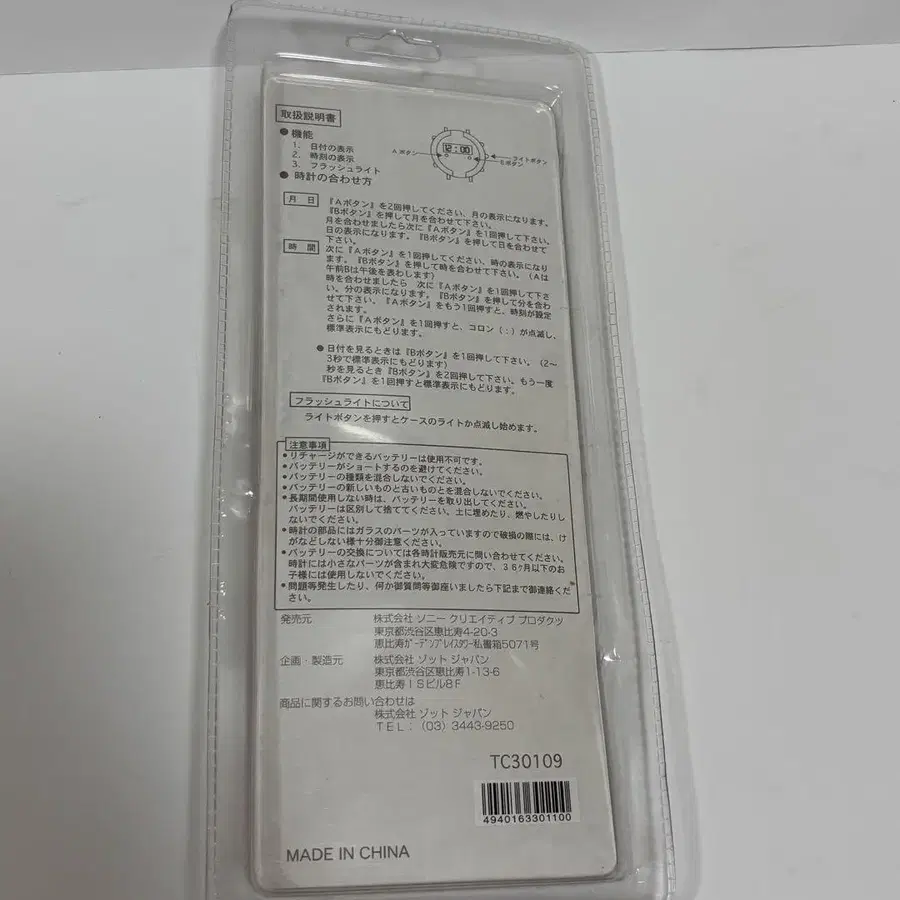 取扱説明書
●機能
1. 日付の表示
2. 時刻の表示
3. フラッシュライト
● 時計の合わせ方
Aボタン
12:00
ライトボタン
Bボタン
月 日
『Aボタン』を2回押してください、月の表示になります。
『Bボタン』を押して月を合わせて下さい。
月を合わせましたら次に『Aボタン』を1回押して下さい。
日の表示になります。『Bボタン』を押して日を合わせて
下さい。
時 間
次に『Aボタン』を1回押してください、時の表示になり
ます。『Bボタン』を押して時を合わせて下さい。（Aは
午前Bは午後を表わします）
時を合わせましたら 次に『Aボタン』を1回押して下さ
い。分の表示になります。『Bボタン』を押して分を合わ
せて下さい。『Aボタン』をもう1回押すと、時刻が設定
されます。
さらに『Aボタン』を1回押すと、コロン（：）が点滅し、
標準表示にもどります。
●日付を見るときは『Bボタン』を1回押して下さい。（2～
3秒で標準表示にもどります）
秒を見るとき『Bボタン』を2回押して下さい。もう一度
『Bボタン』を1回押すと標準表示にもどります。
フラッシュライトについて
ライトボタンを押すとケースのライトか点滅し始めます。
注意事項
●リチャージができるバッテリーは使用不可です。
●バッテリーがショートするのを避けてください。
●バッテリーの種類を混合しないでください。
●バッテリーの新しいものと古いものとを混合しないでください。
●長期間使用しない時は、バッテリーを取り出してください。
バッテリーは区別して捨ててください。土に埋めたり、燃やしたりし
ないでください。
●時計の部品にはガラスのパーツが入っていますので破損の際には、け
がなどしない様十分御注意ください。
●バッテリーの交換については各時計販売元に問い合わせてください。
時計には小さなパーツが含まれ大変危険ですので、36ヶ月以下のお
子様には使用しないでください。
●問題等発生したり、何か御質問等御座いましたら下記まで御連絡くだ
さい。
発売元 株式会社 ソニー クリエイティブ プロダクツ
東京都渋谷区恵比寿4-20-3
恵比寿ｶﾞｰﾃﾞﾝﾌﾟﾚｲｽﾀﾜｰ私書箱5071号
企画・製造元 株式会社 ゾット ジャパン
東京都渋谷区恵比寿1-13-6
恵比寿ISビル8F
商品に関するお問い合わせは
株式会社 ゾット ジャパン
TEL：（03）3443-9250
TC30109
4940163301100
MADE IN CHINA